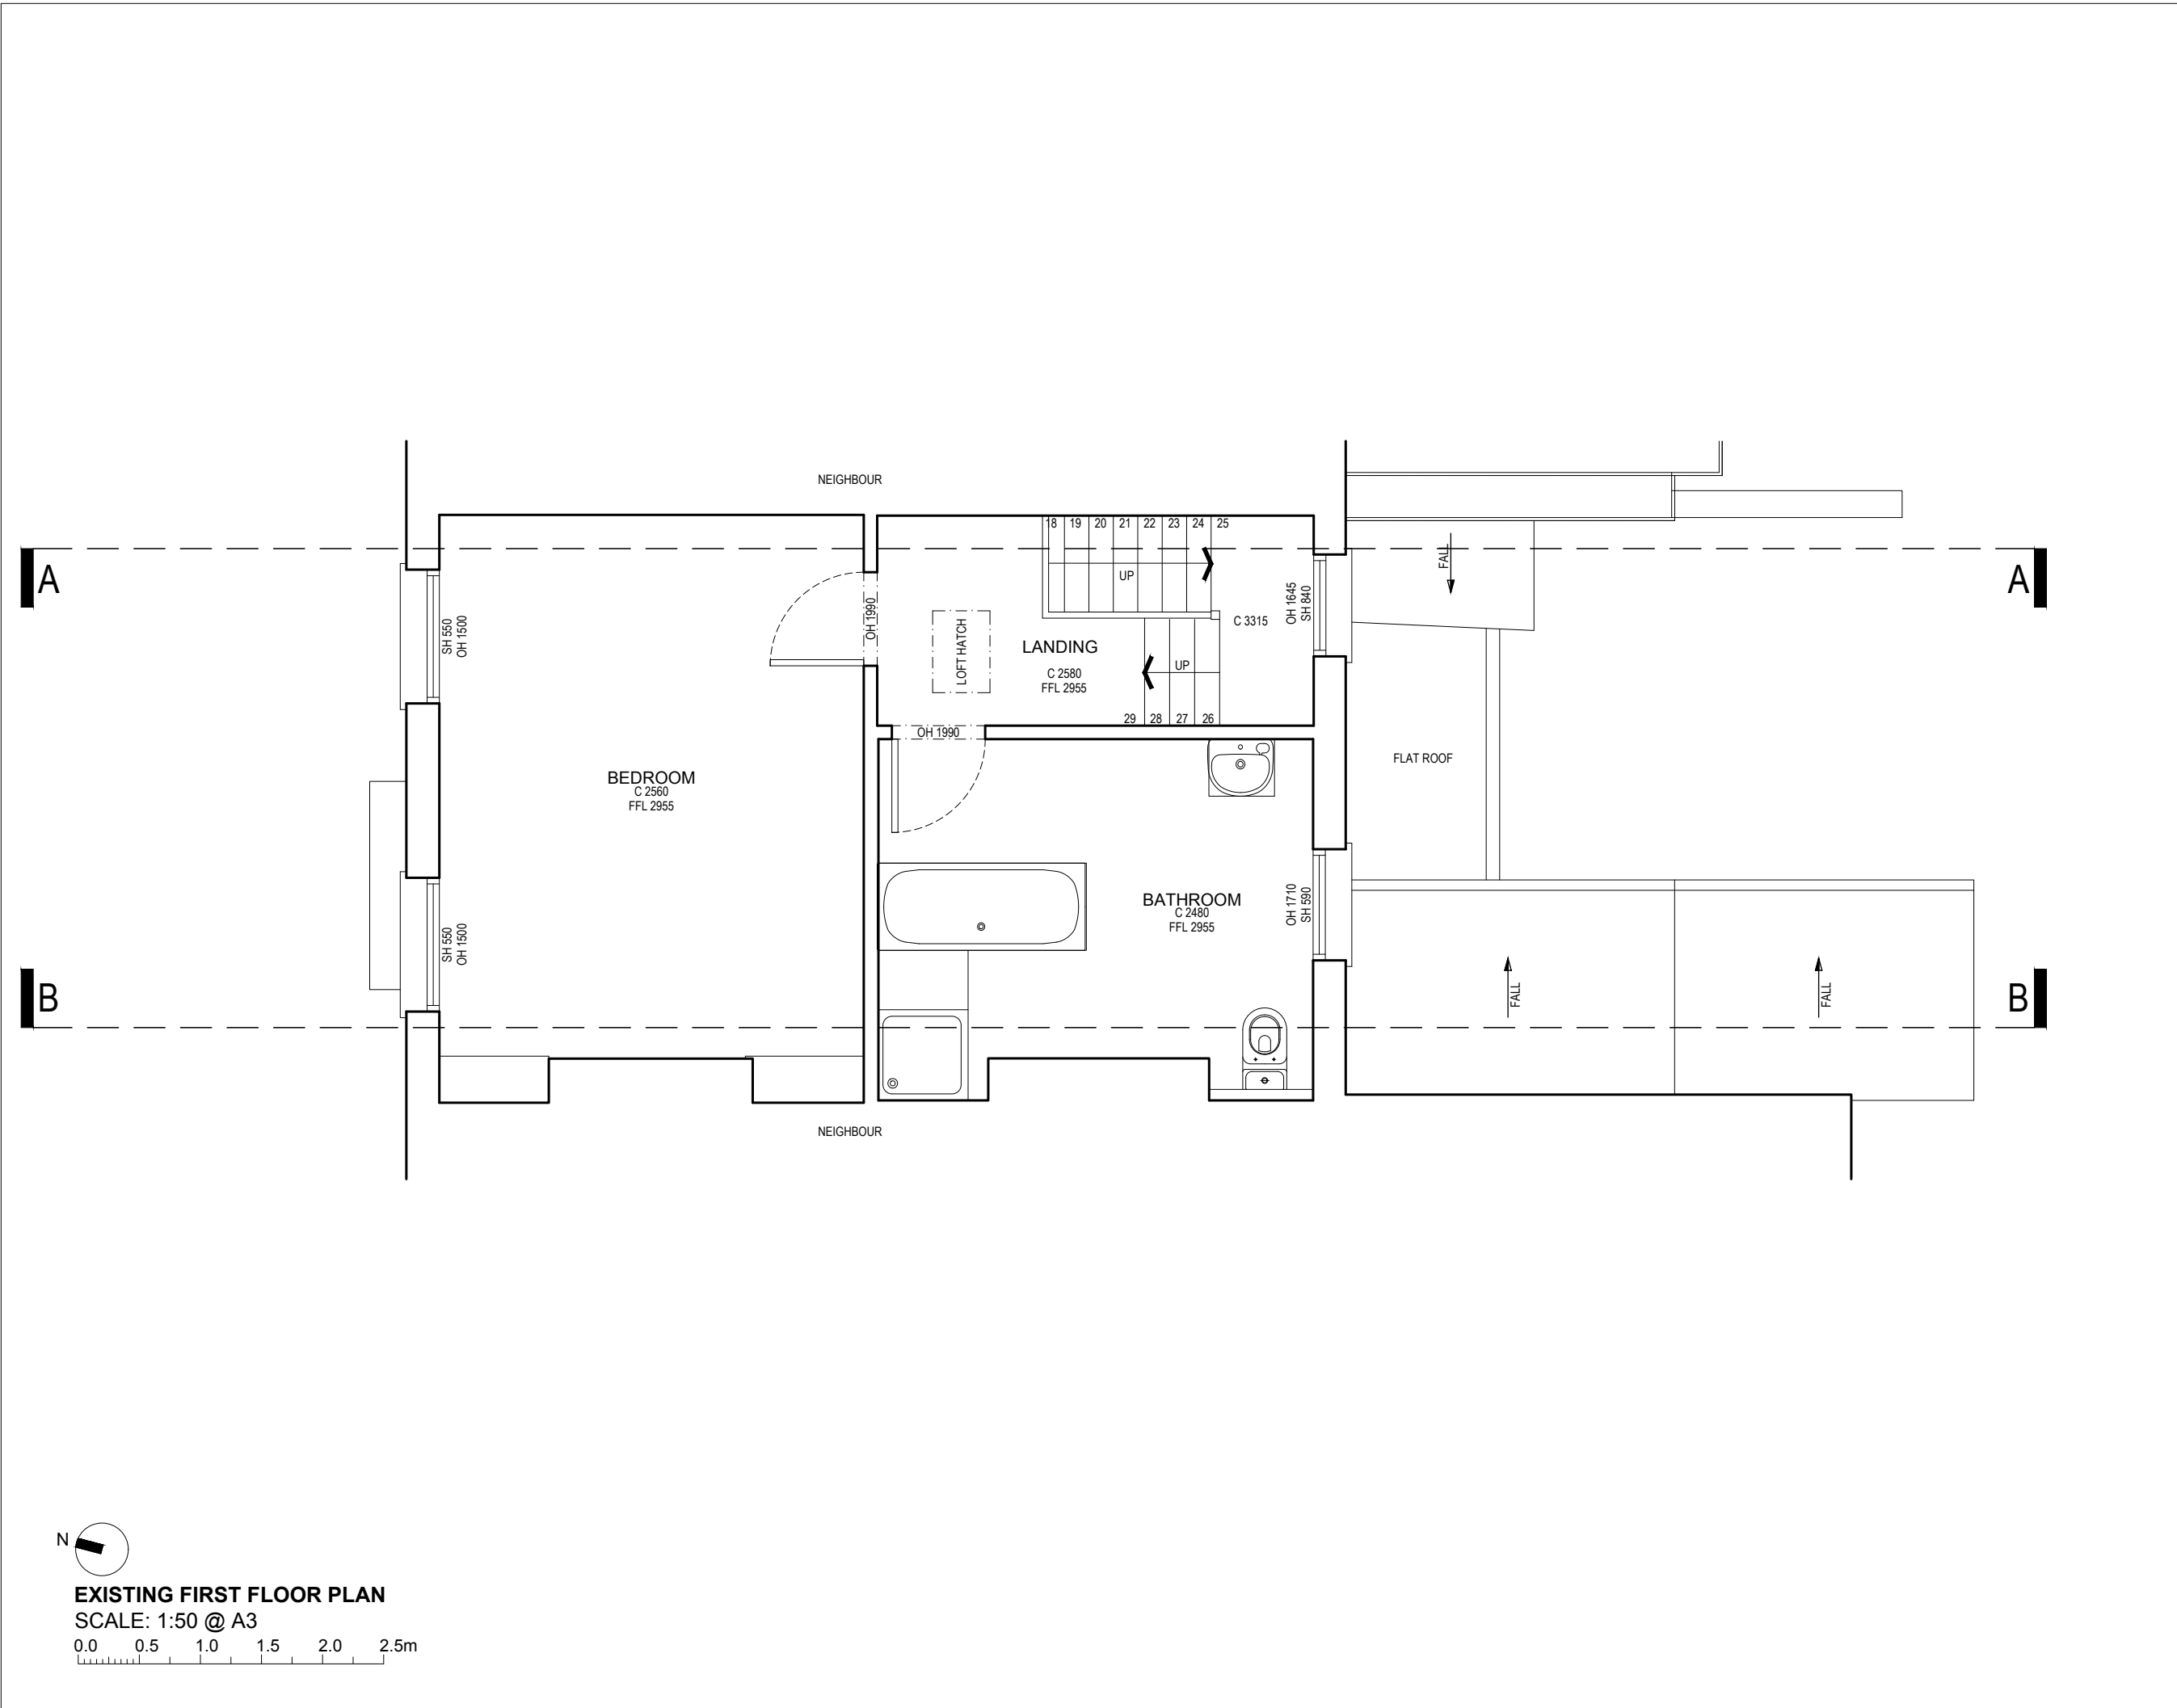 NEIGHBOUR
18 19 20 21 22 23 24 25
UP
A
A
FALL
SH 550
OH 1500
OH 1990
LOFT HATCH
LANDING
C 2580
FFL 2955
UP
C 3315
OH 1645
SH 840
29 28 27 26
OH 1990
BEDROOM
C 2560
FFL 2955
FLAT ROOF
SH 550
OH 1500
BATHROOM
C 2480
FFL 2955
OH 1710
SH 590
B
B
FALL
FALL
NEIGHBOUR
N
EXISTING FIRST FLOOR PLAN
SCALE: 1:50 @ A3
0.0 0.5 1.0 1.5 2.0 2.5m